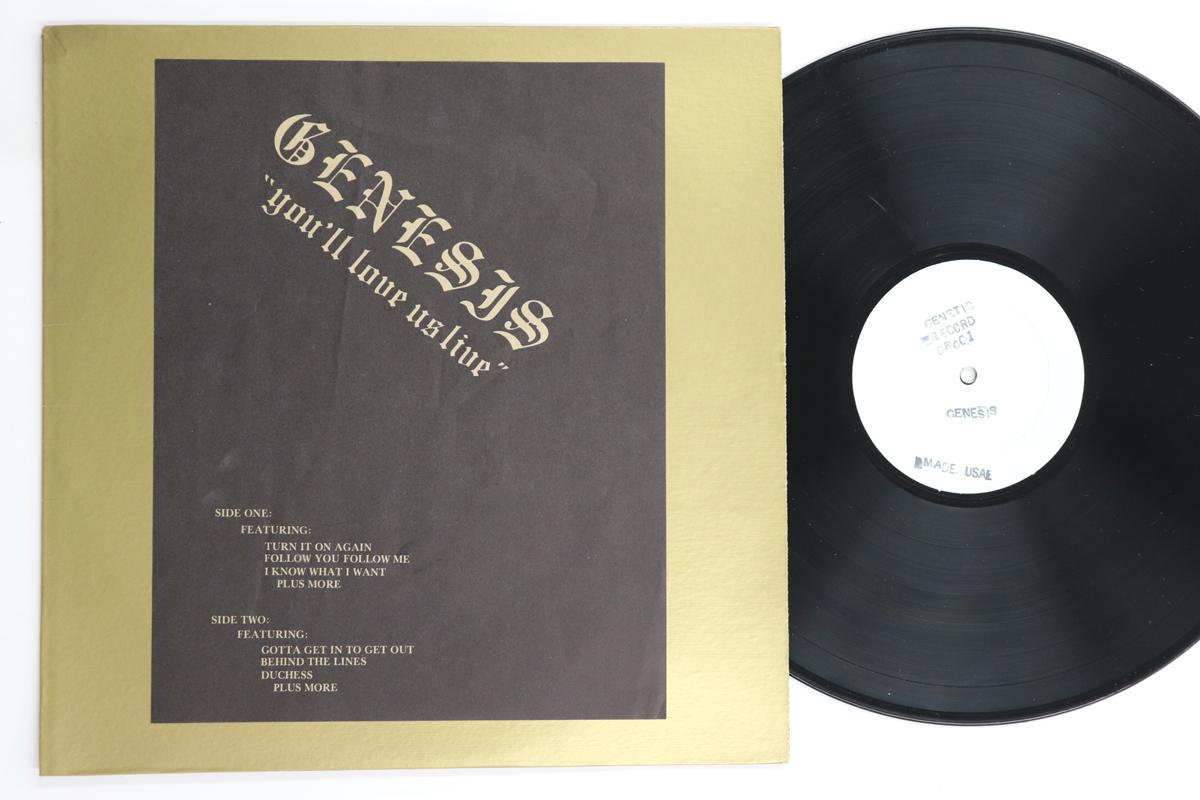 GENESIS
"you'll love us live"
SIDE ONE:
FEATURING:
TURN IT ON AGAIN
FOLLOW YOU FOLLOW ME
I KNOW WHAT I WANT
PLUS MORE
SIDE TWO:
FEATURING:
GOTTA GET IN TO GET OUT
BEHIND THE LINES
DUCHESS
PLUS MORE
GENETIC
RECORD
GR001
GENESIS
MADE USA